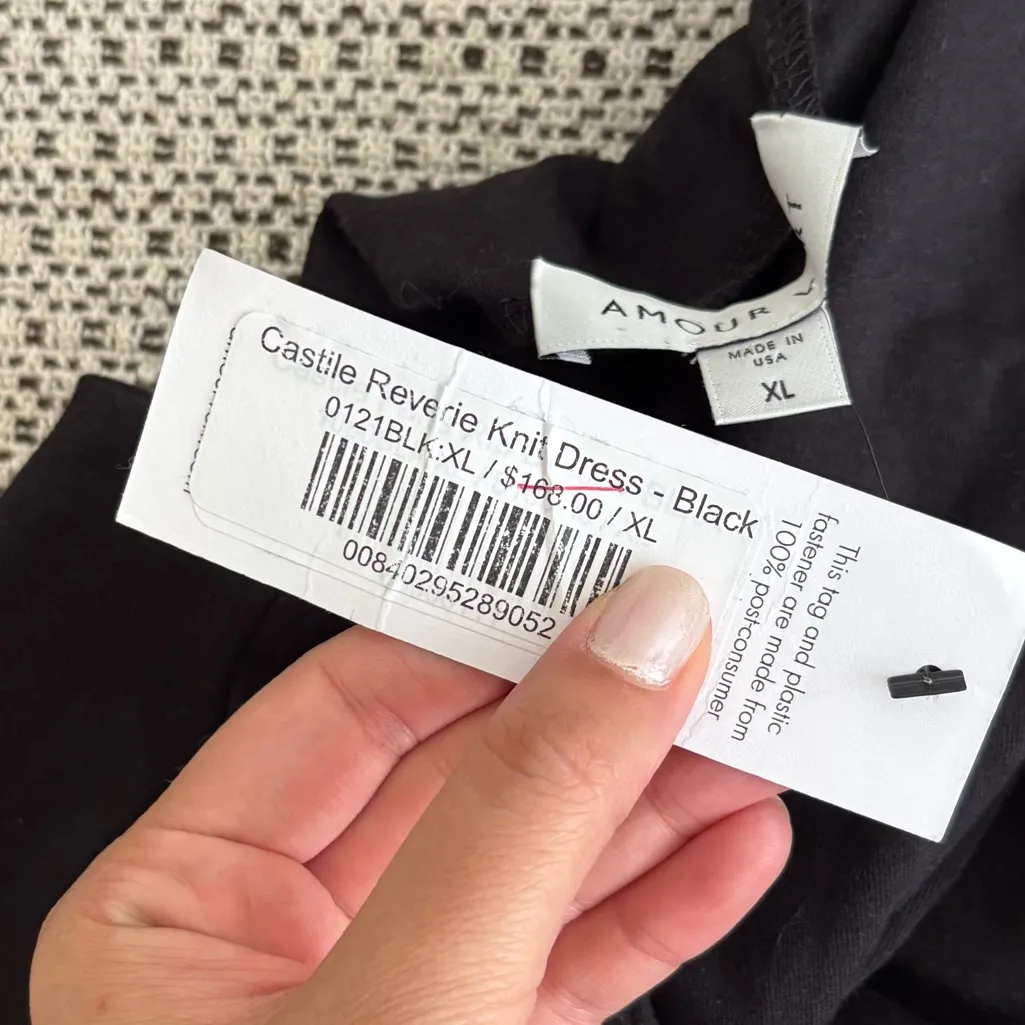 AMOUR
MADE IN
USA
XL
Castile Reverie Knit Dress - Black
0121BLK:XL / $168.00 / XL
00840295289052
This tag and plastic
fastener are made from
100% post-consumer